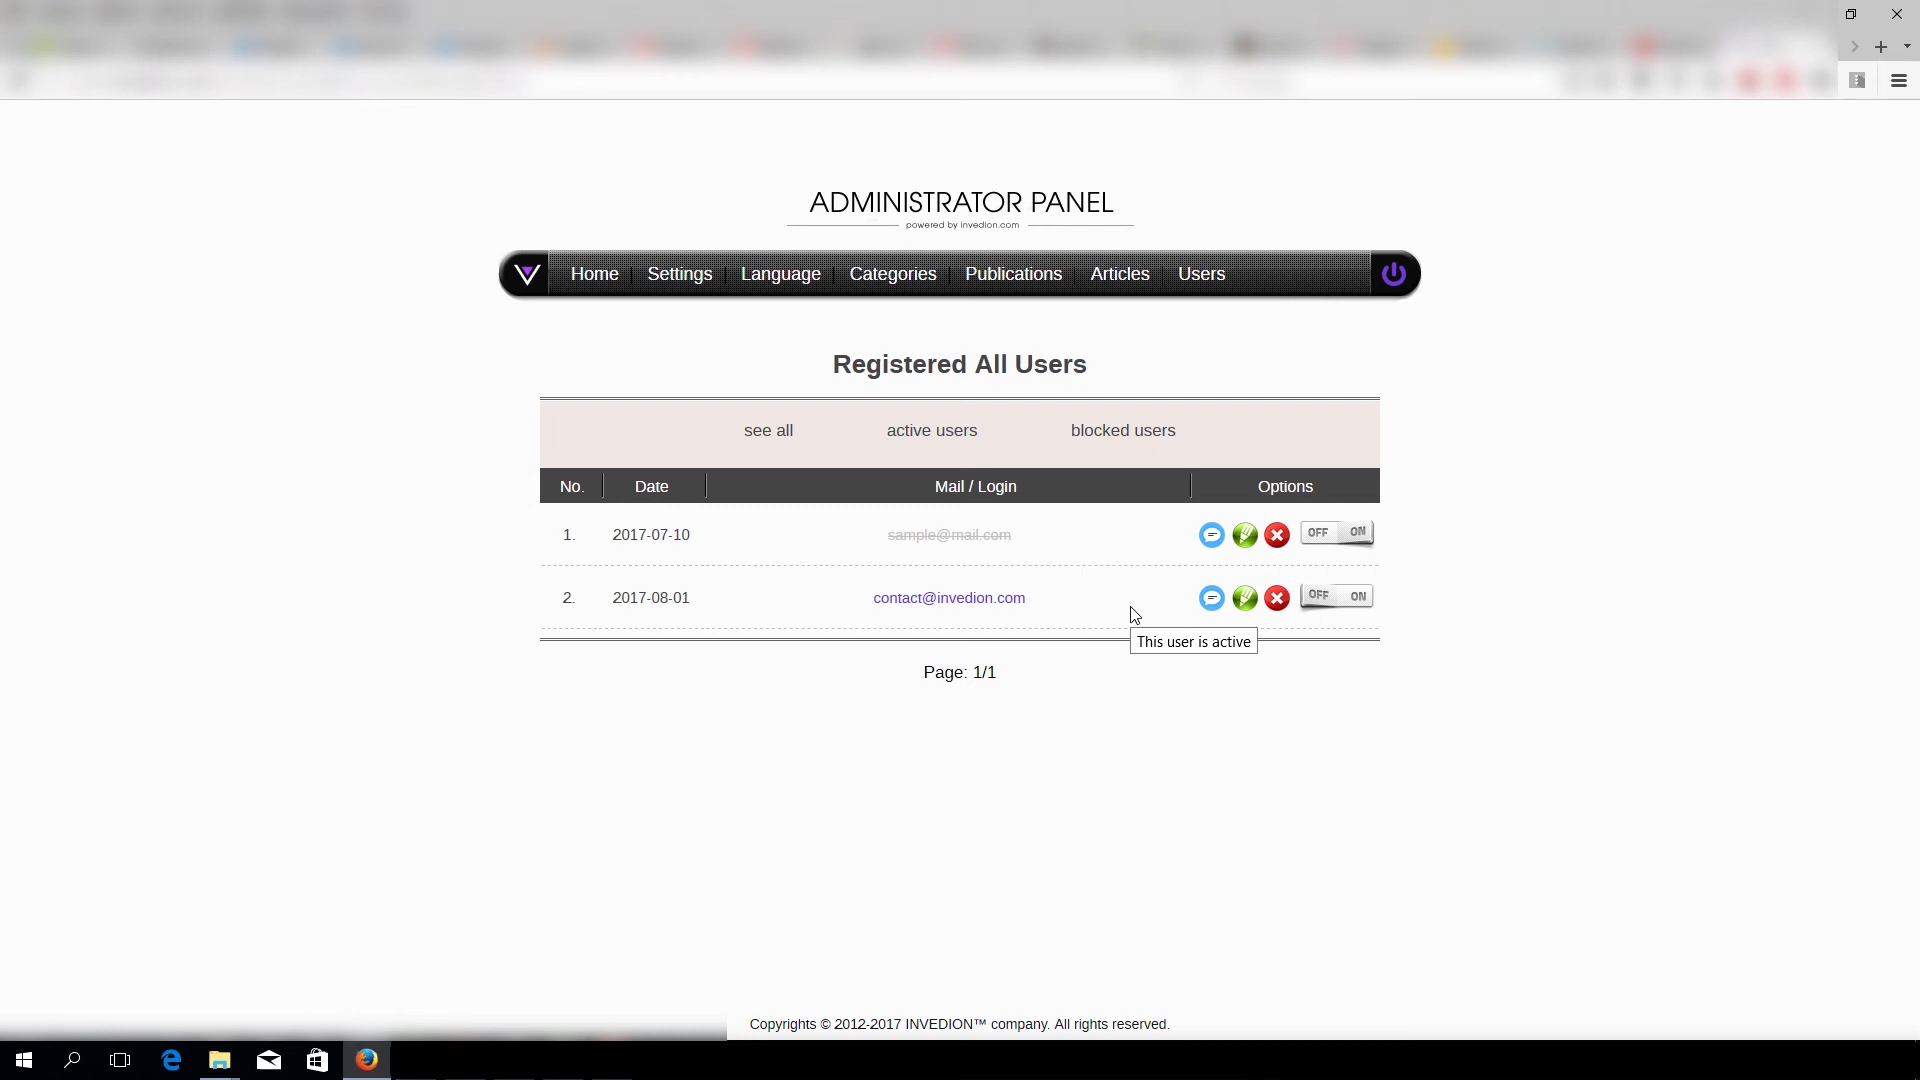 ADMINISTRATOR PANEL
powered by invedion.com
Home Settings Language Categories Publications Articles Users
Registered All Users
see all active users blocked users
No. Date Mail / Login Options
1. 2017-07-10 sample@mail.com OFF ON
2. 2017-08-01 contact@invedion.com OFF ON
This user is active
Page: 1/1
Copyrights © 2012-2017 INVEDION™ company. All rights reserved.